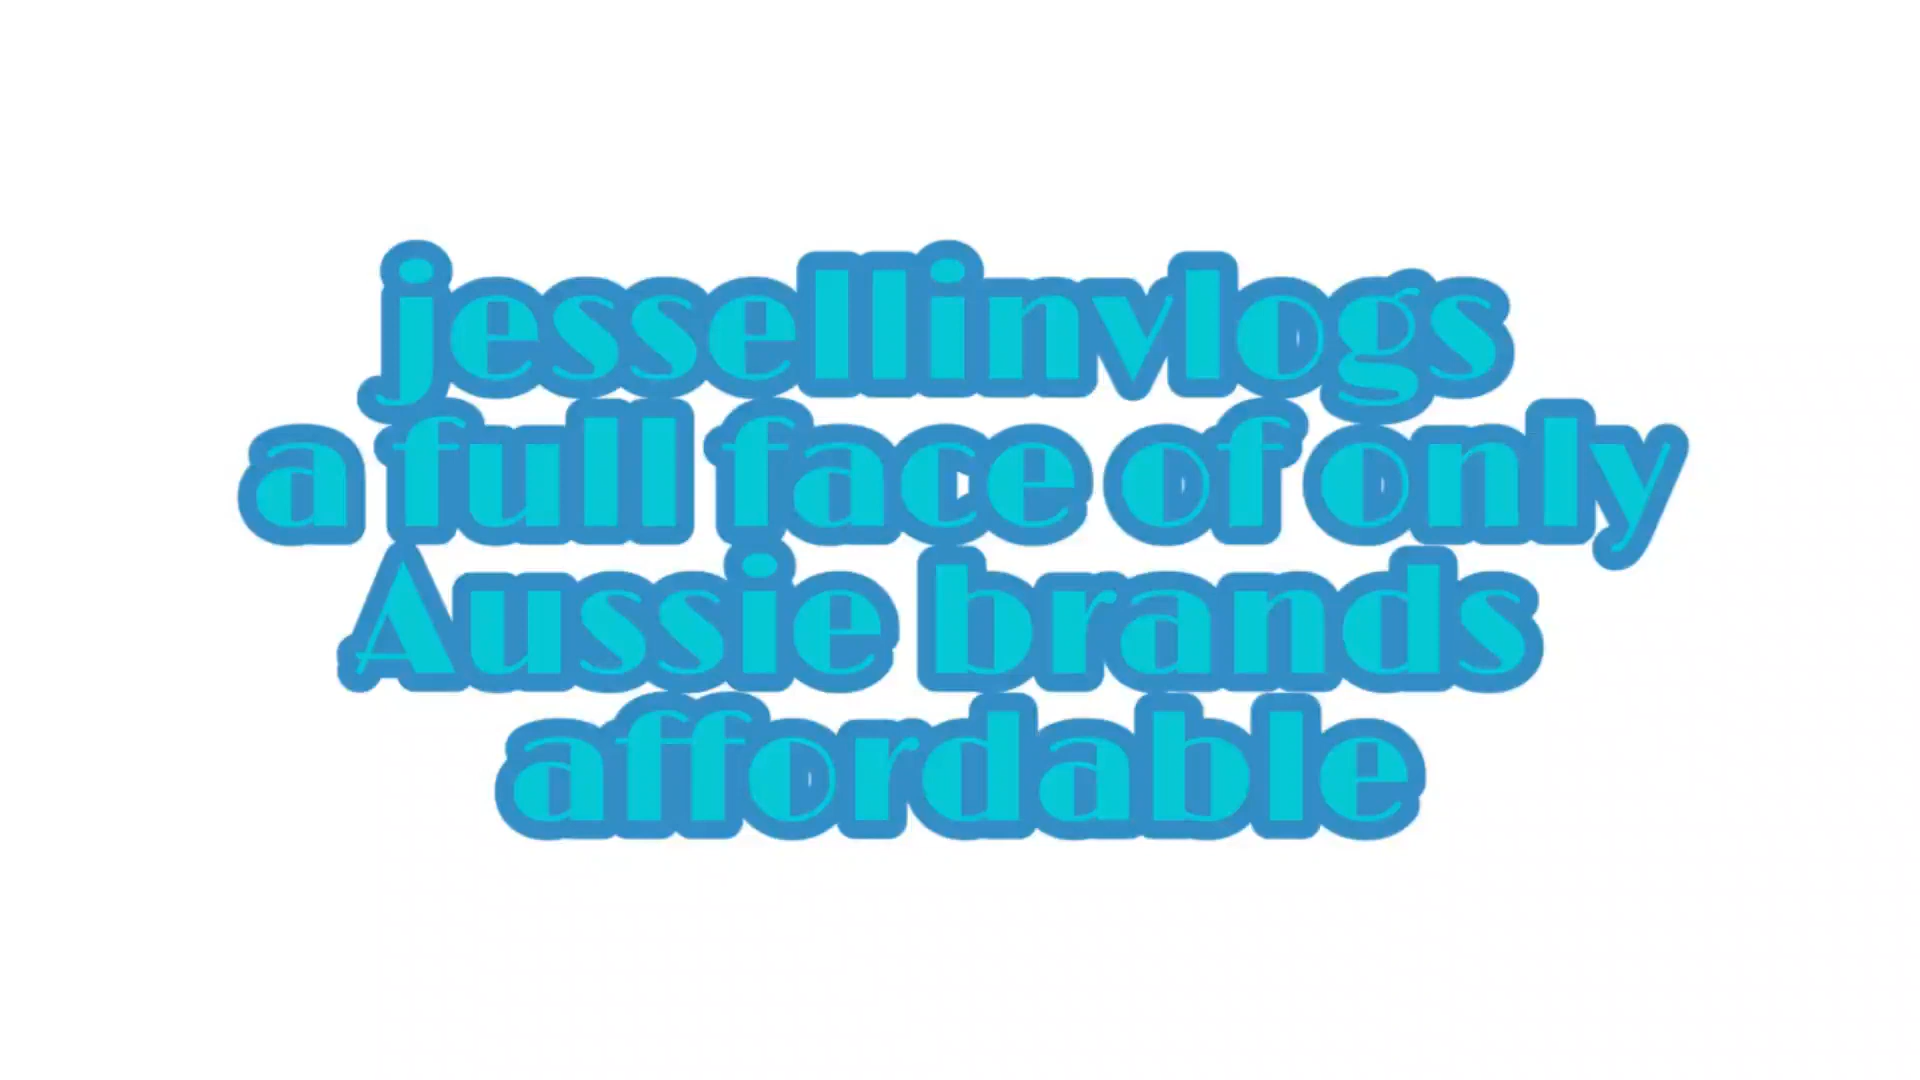 jessellinvlogs
a full face of only
Aussie brands
affordable